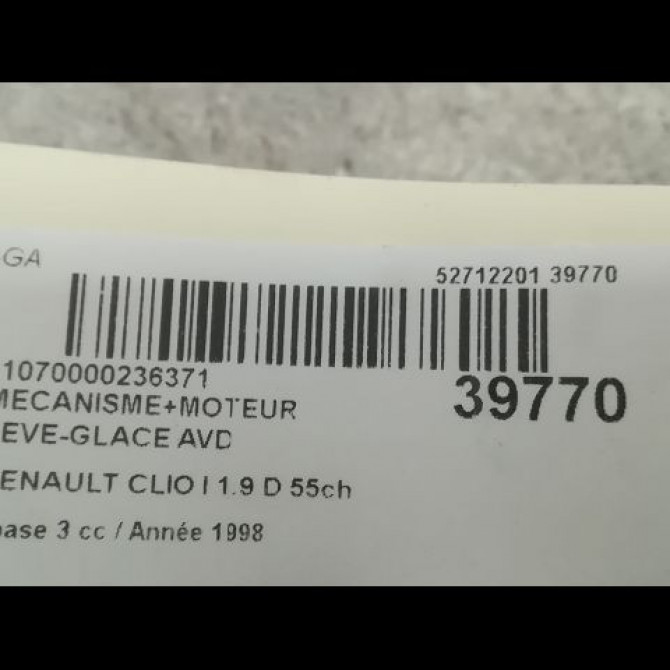 GA
52712201 39770
1070000236371
MECANISME+MOTEUR
39770
EVE-GLACE AVD
ENAULT CLIO I 1.9 D 55ch
base 3 cc / Année 1998